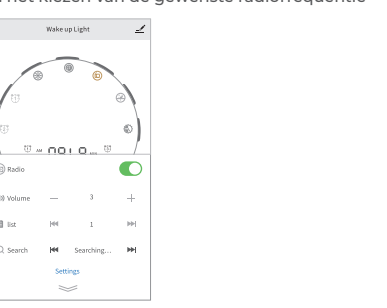 het kiezen van de gewenste radiofrequentie
Wake up Light
AM
Radio
Volume — 3 +
list 1
Search Searching...
Settings